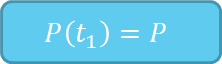 P(t₁) = P